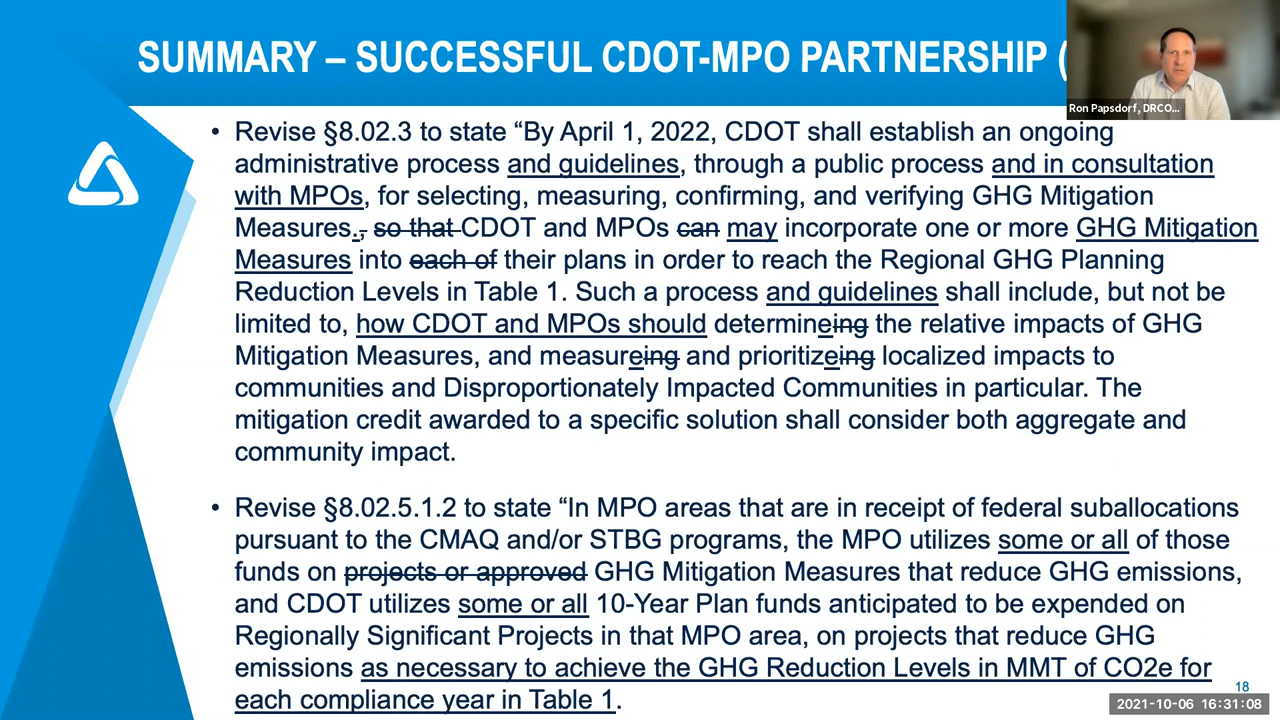 SUMMARY – SUCCESSFUL CDOT-MPO PARTNERSHIP (
Ron Papsdorf, DRCO...
• Revise §8.02.3 to state “By April 1, 2022, CDOT shall establish an ongoing
administrative process and guidelines, through a public process and in consultation
with MPOs, for selecting, measuring, confirming, and verifying GHG Mitigation
Measures., so that CDOT and MPOs can may incorporate one or more GHG Mitigation
Measures into each of their plans in order to reach the Regional GHG Planning
Reduction Levels in Table 1. Such a process and guidelines shall include, but not be
limited to, how CDOT and MPOs should determineing the relative impacts of GHG
Mitigation Measures, and measureing and prioritizeing localized impacts to
communities and Disproportionately Impacted Communities in particular. The
mitigation credit awarded to a specific solution shall consider both aggregate and
community impact.
• Revise §8.02.5.1.2 to state “In MPO areas that are in receipt of federal suballocations
pursuant to the CMAQ and/or STBG programs, the MPO utilizes some or all of those
funds on projects or approved GHG Mitigation Measures that reduce GHG emissions,
and CDOT utilizes some or all 10-Year Plan funds anticipated to be expended on
Regionally Significant Projects in that MPO area, on projects that reduce GHG
emissions as necessary to achieve the GHG Reduction Levels in MMT of CO2e for
each compliance year in Table 1.
18
2021-10-06 16:31:08